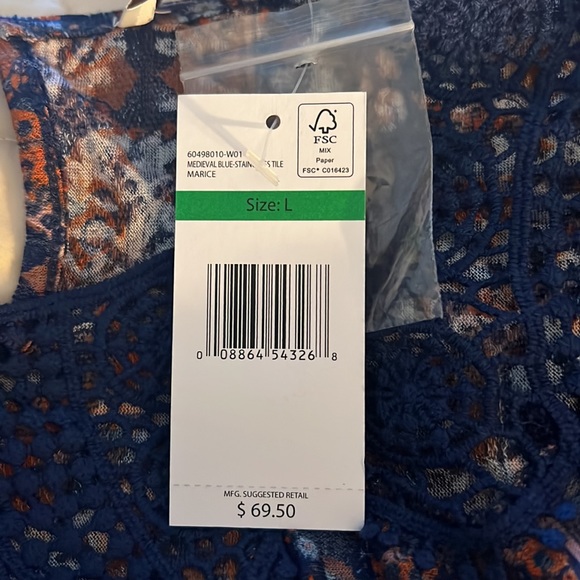 60498010-W01
MEDIEVAL BLUE-STAIN TILE
MARICE
FSC
MIX
Paper
FSC® C016423
Size: L
0 08864 54326 8
MFG. SUGGESTED RETAIL
$ 69.50